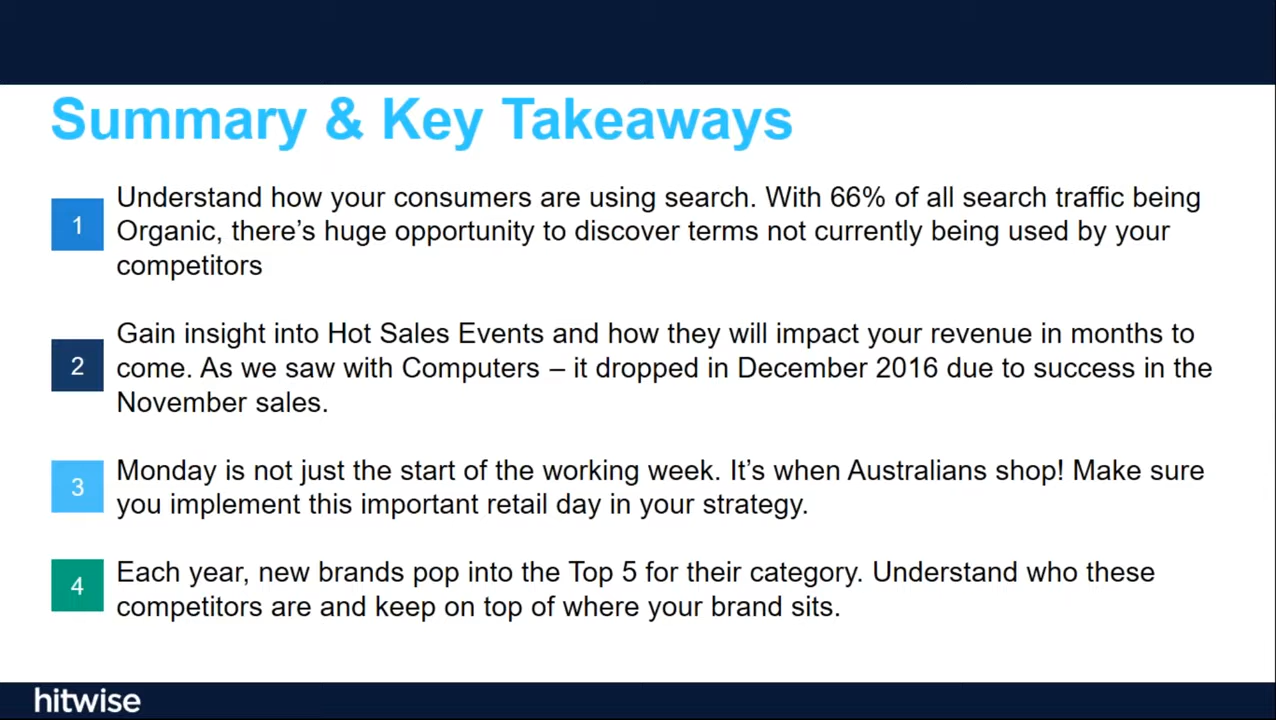 Summary & Key Takeaways
1
Understand how your consumers are using search. With 66% of all search traffic being
Organic, there’s huge opportunity to discover terms not currently being used by your
competitors
2
Gain insight into Hot Sales Events and how they will impact your revenue in months to
come. As we saw with Computers – it dropped in December 2016 due to success in the
November sales.
3
Monday is not just the start of the working week. It’s when Australians shop! Make sure
you implement this important retail day in your strategy.
4
Each year, new brands pop into the Top 5 for their category. Understand who these
competitors are and keep on top of where your brand sits.
hitwise